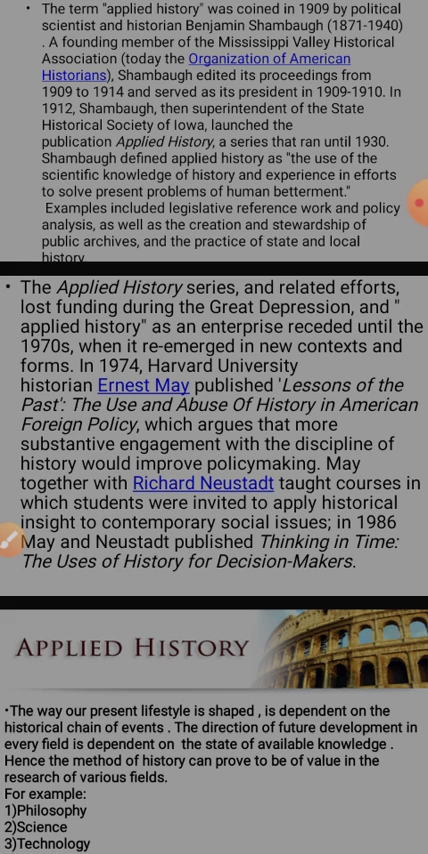 • The term "applied history" was coined in 1909 by political
scientist and historian Benjamin Shambaugh (1871-1940)
. A founding member of the Mississippi Valley Historical
Association (today the Organization of American
Historians), Shambaugh edited its proceedings from
1909 to 1914 and served as its president in 1909-1910. In
1912, Shambaugh, then superintendent of the State
Historical Society of Iowa, launched the
publication Applied History, a series that ran until 1930.
Shambaugh defined applied history as "the use of the
scientific knowledge of history and experience in efforts
to solve present problems of human betterment."
Examples included legislative reference work and policy
analysis, as well as the creation and stewardship of
public archives, and the practice of state and local
history
• The Applied History series, and related efforts,
lost funding during the Great Depression, and "
applied history" as an enterprise receded until the
1970s, when it re-emerged in new contexts and
forms. In 1974, Harvard University
historian Ernest May published 'Lessons of the
Past': The Use and Abuse Of History in American
Foreign Policy, which argues that more
substantive engagement with the discipline of
history would improve policymaking. May
together with Richard Neustadt taught courses in
which students were invited to apply historical
insight to contemporary social issues; in 1986
May and Neustadt published Thinking in Time:
The Uses of History for Decision-Makers.
APPLIED HISTORY
•The way our present lifestyle is shaped , is dependent on the
historical chain of events . The direction of future development in
every field is dependent on the state of available knowledge .
Hence the method of history can prove to be of value in the
research of various fields.
For example:
1)Philosophy
2)Science
3)Technology